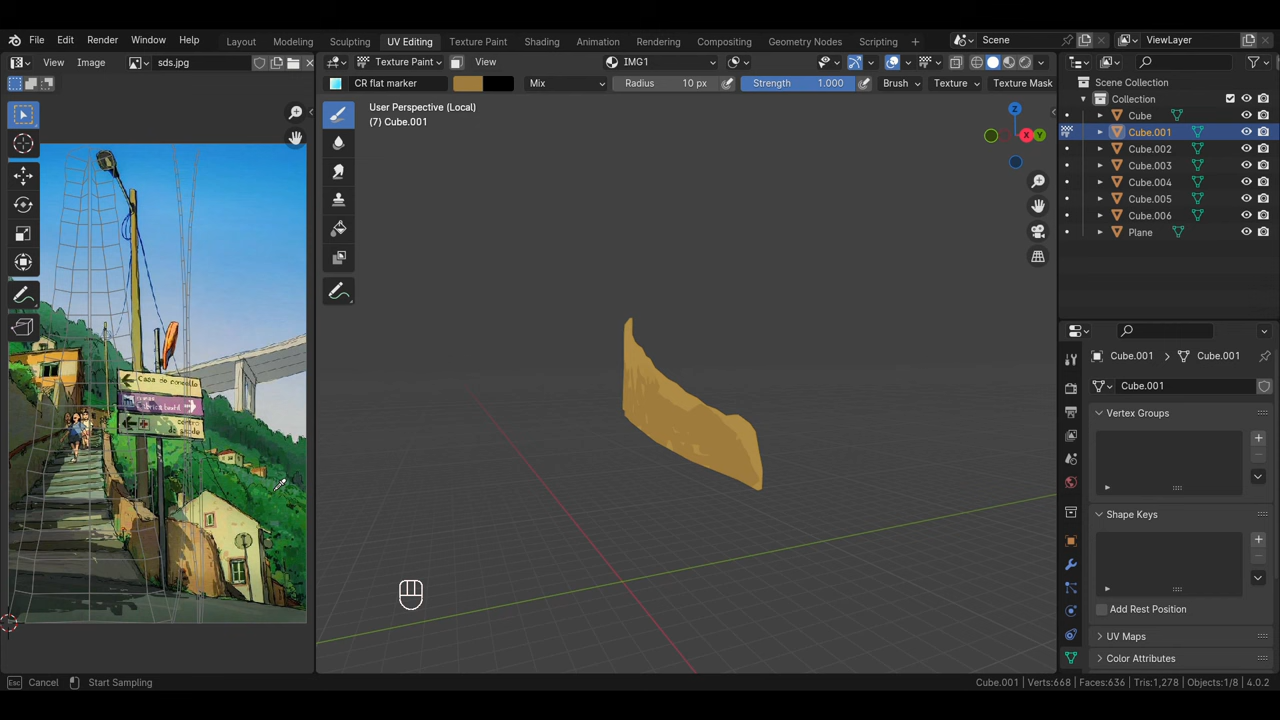 File Edit Render Window Help Layout Modeling Sculpting UV Editing Texture Paint Shading Animation Rendering Compositing Geometry Nodes Scripting + Scene ViewLayer
View Image sds.jpg Texture Paint View IMG1
CR flat marker Mix Radius 10 px Strength 1.000 Brush Texture Texture Mask
User Perspective (Local)
(7) Cube.001
Z
X
Y
Scene Collection
Collection
Cube
Cube.001
Cube.002
Cube.003
Cube.004
Cube.005
Cube.006
Plane
Cube.001 Cube.001
Cube.001
Vertex Groups
Shape Keys
Add Rest Position
UV Maps
Color Attributes
Casa do concello
centro
Esc Cancel Start Sampling Cube.001 | Verts:668 | Faces:636 | Tris:1,278 | Objects:1/8 | 4.0.2